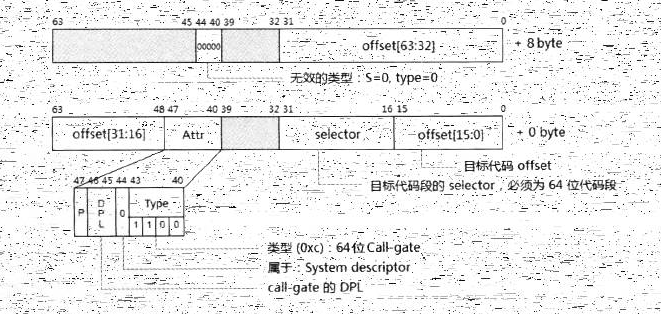 63 45 44 40 39 32 31 0
00000 offset[63:32] + 8 byte
无效的类型：S=0, type=0
63 48 47 40 39 32 31 16 15 0
offset[31:16] Attr selector offset[15:0] + 0 byte
目标代码 offset
目标代码段的 selector，必须为 64 位代码段
47 46 45 44 43 40
P DPL 0 Type
1 1 0 0
类型 (0xc)：64位 Call-gate
属于：System descriptor
call-gate 的 DPL